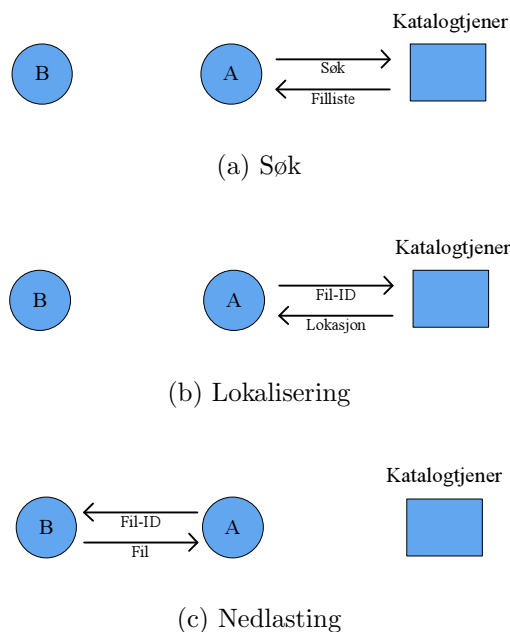 Katalogtjener
B
A
Søk
Filliste
(a) Søk
Katalogtjener
B
A
Fil-ID
Lokasjon
(b) Lokalisering
Katalogtjener
B
Fil-ID
A
Fil
(c) Nedlasting